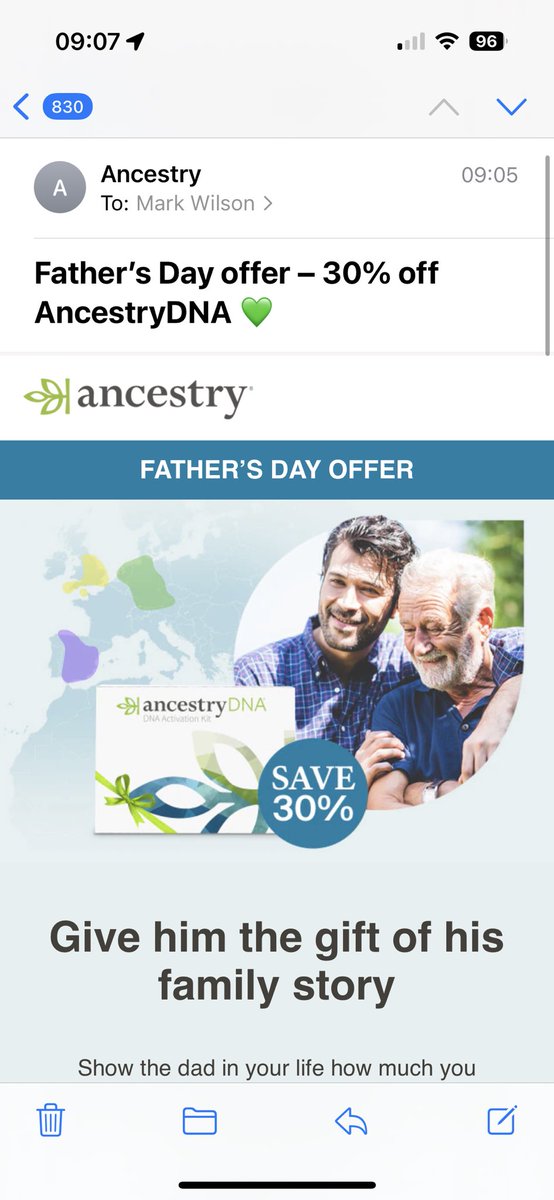 09:07
96
830
A
Ancestry
09:05
To: Mark Wilson
Father’s Day offer – 30% off
AncestryDNA 💚
ancestry®
FATHER’S DAY OFFER
ancestryDNA
DNA Activation Kit
SAVE
30%
Give him the gift of his
family story
Show the dad in your life how much you